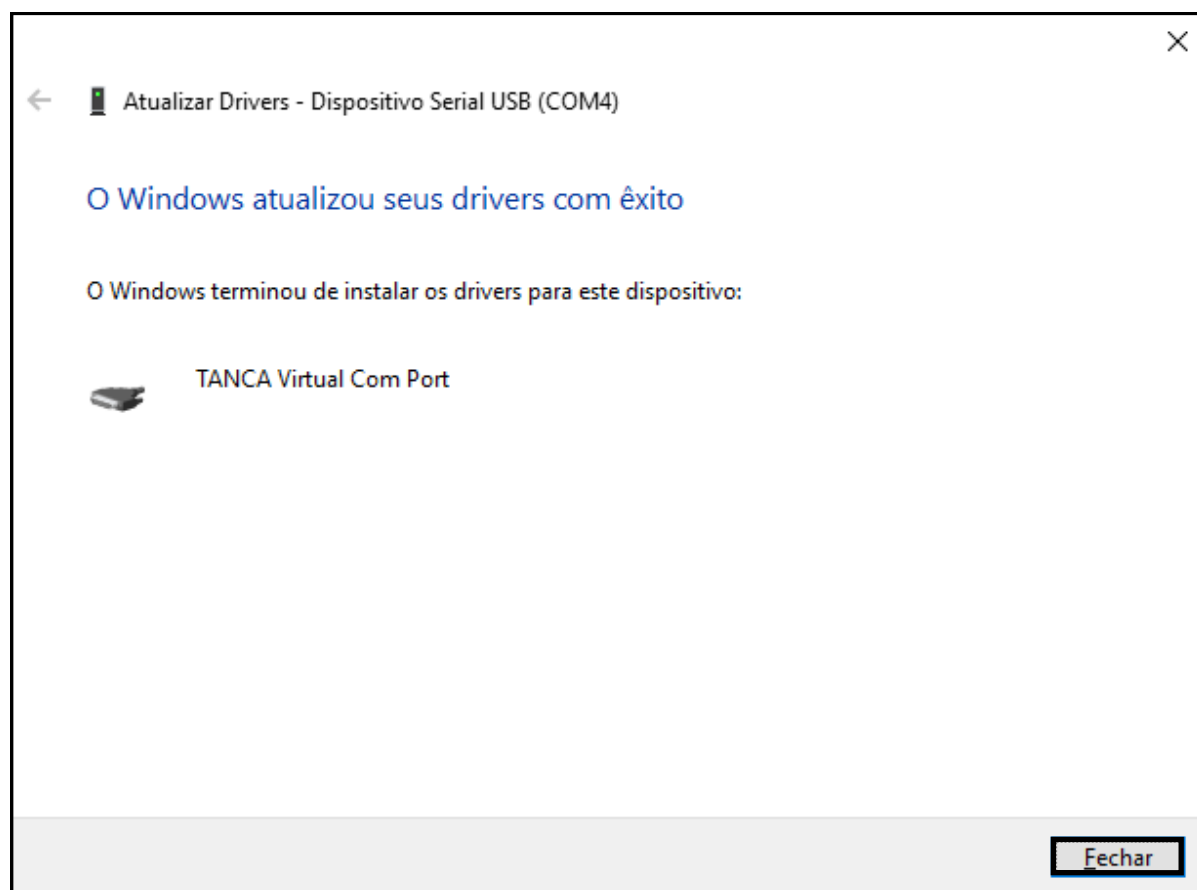 Atualizar Drivers - Dispositivo Serial USB (COM4)
O Windows atualizou seus drivers com êxito
O Windows terminou de instalar os drivers para este dispositivo:
TANCA Virtual Com Port
Fechar